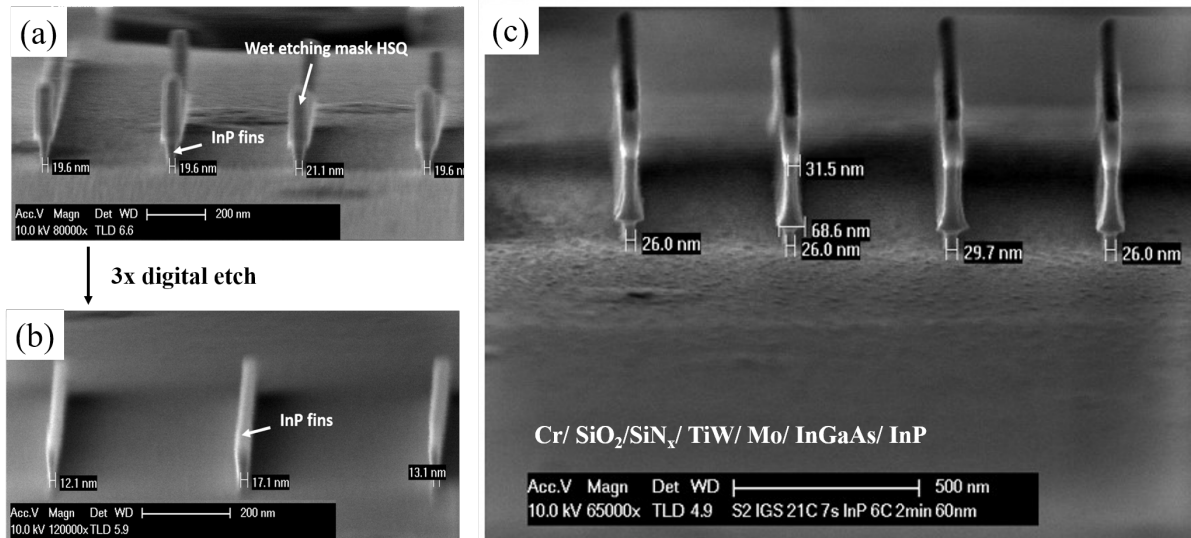 (a)
Wet etching mask HSQ
InP fins
19.6 nm
19.6 nm
21.1 nm
19.6 n
Acc.V Magn Det WD 200 nm
10.0 kV 80000x TLD 6.6
3x digital etch
(b)
InP fins
12.1 nm
17.1 nm
13.1 nm
Acc.V Magn Det WD 200 nm
10.0 kV 120000x TLD 5.9
(c)
31.5 nm
68.6 nm
26.0 nm
26.0 nm
29.7 nm
26.0 nm
Cr/ SiO₂/SiNₓ/ TiW/ Mo/ InGaAs/ InP
Acc.V Magn Det WD 500 nm
10.0 kV 65000x TLD 4.9 S2 IGS 21C 7s InP 6C 2min 60nm